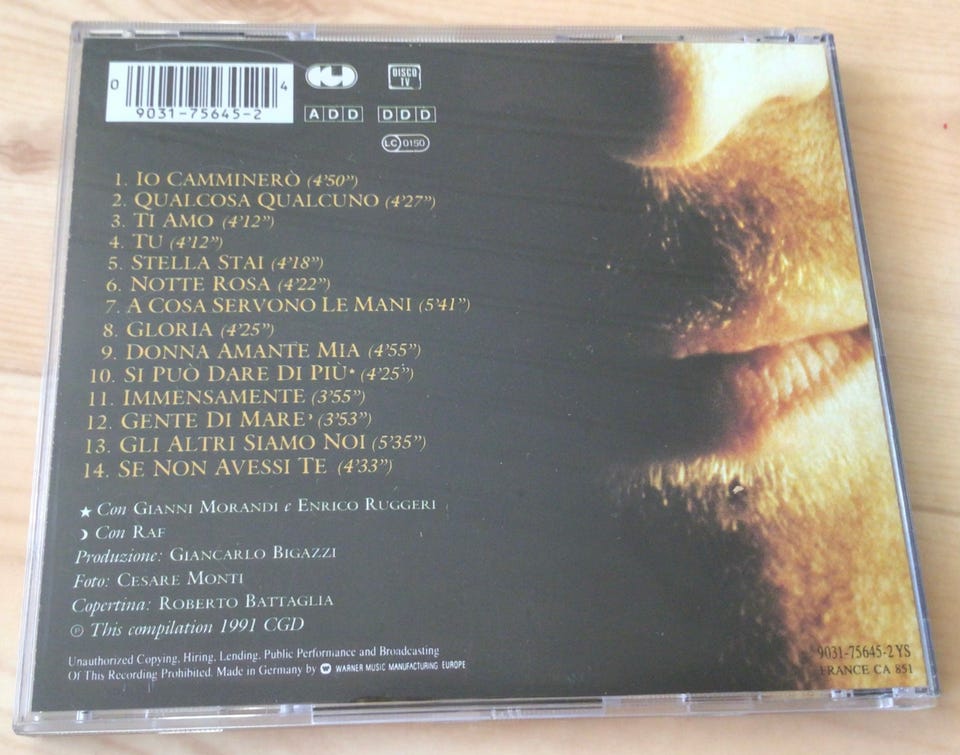 0 9031-75645-2 4
CGD
DISCO TV
ADD DDD
LC 0150
1. IO CAMMINERÒ (4'50")
2. QUALCOSA QUALCUNO (4'27")
3. TI AMO (4'12")
4. TU (4'12")
5. STELLA STAI (4'18")
6. NOTTE ROSA (4'22")
7. A COSA SERVONO LE MANI (5'41")
8. GLORIA (4'25")
9. DONNA AMANTE MIA (4'55")
10. SI PUÒ DARE DI PIÙ★ (4'25")
11. IMMENSAMENTE (3'55")
12. GENTE DI MARE☽ (3'53")
13. GLI ALTRI SIAMO NOI (5'35")
14. SE NON AVESSI TE (4'33")
★ Con GIANNI MORANDI e ENRICO RUGGERI
☽ Con RAF
Produzione: GIANCARLO BIGAZZI
Foto: CESARE MONTI
Copertina: ROBERTO BATTAGLIA
℗ This compilation 1991 CGD
Unauthorized Copying, Hiring, Lending, Public Performance and Broadcasting
Of This Recording Prohibited. Made in Germany by WARNER MUSIC MANUFACTURING EUROPE
9031-75645-2 YS
FRANCE CA 851